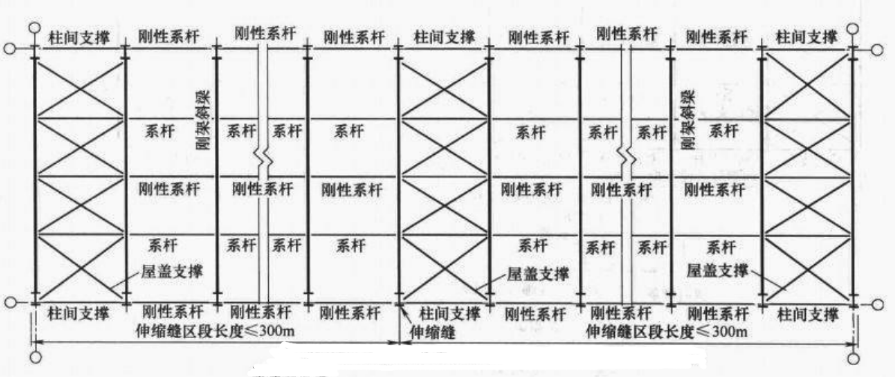 柱间支撑 刚性系杆 刚性系杆 刚性系杆 柱间支撑 刚性系杆 刚性系杆 刚性系杆 柱间支撑
刚架斜梁
刚架斜梁
系杆 系杆 系杆 系杆 系杆 系杆 系杆 系杆
刚性系杆 刚性系杆 刚性系杆 刚性系杆 刚性系杆 刚性系杆
系杆 系杆 系杆 系杆 系杆 系杆 系杆 系杆
屋盖支撑 屋盖支撑 屋盖支撑
柱间支撑 刚性系杆 刚性系杆 刚性系杆 柱间支撑 刚性系杆 刚性系杆 刚性系杆 柱间支撑
伸缩缝区段长度≤300m 伸缩缝 伸缩缝区段长度≤300m